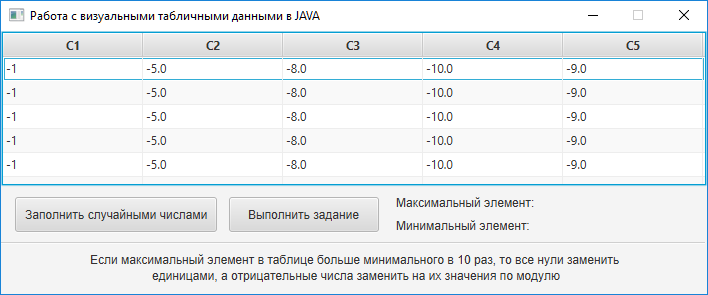 Работа с визуальными табличными данными в JAVA
C1 C2 C3 C4 C5
-1 -5.0 -8.0 -10.0 -9.0
-1 -5.0 -8.0 -10.0 -9.0
-1 -5.0 -8.0 -10.0 -9.0
-1 -5.0 -8.0 -10.0 -9.0
-1 -5.0 -8.0 -10.0 -9.0
Заполнить случайными числами
Выполнить задание
Максимальный элемент:
Минимальный элемент:
Если максимальный элемент в таблице больше минимального в 10 раз, то все нули заменить
единицами, а отрицательные числа заменить на их значения по модулю